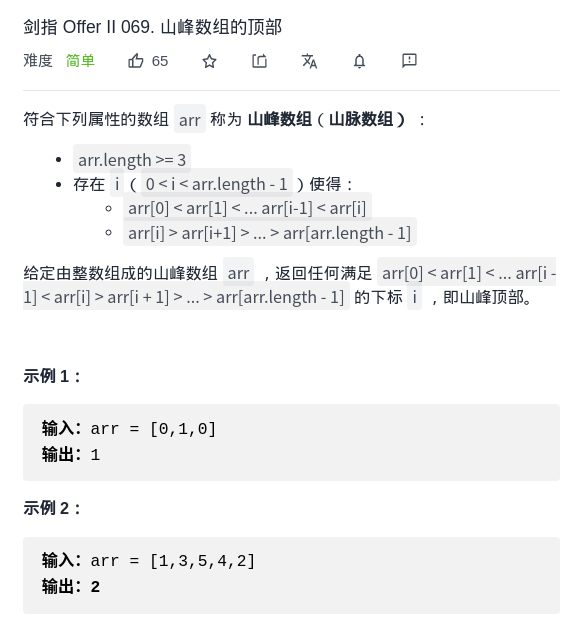 剑指 Offer II 069. 山峰数组的顶部
难度 简单 65
符合下列属性的数组 arr 称为 山峰数组（山脉数组）：
arr.length >= 3
存在 i（0 < i < arr.length - 1）使得：
arr[0] < arr[1] < ... arr[i-1] < arr[i]
arr[i] > arr[i+1] > ... > arr[arr.length - 1]
给定由整数组成的山峰数组 arr ，返回任何满足 arr[0] < arr[1] < ... arr[i -
1] < arr[i] > arr[i + 1] > ... > arr[arr.length - 1] 的下标 i ，即山峰顶部。
示例 1：
输入：arr = [0,1,0]
输出：1
示例 2：
输入：arr = [1,3,5,4,2]
输出：2